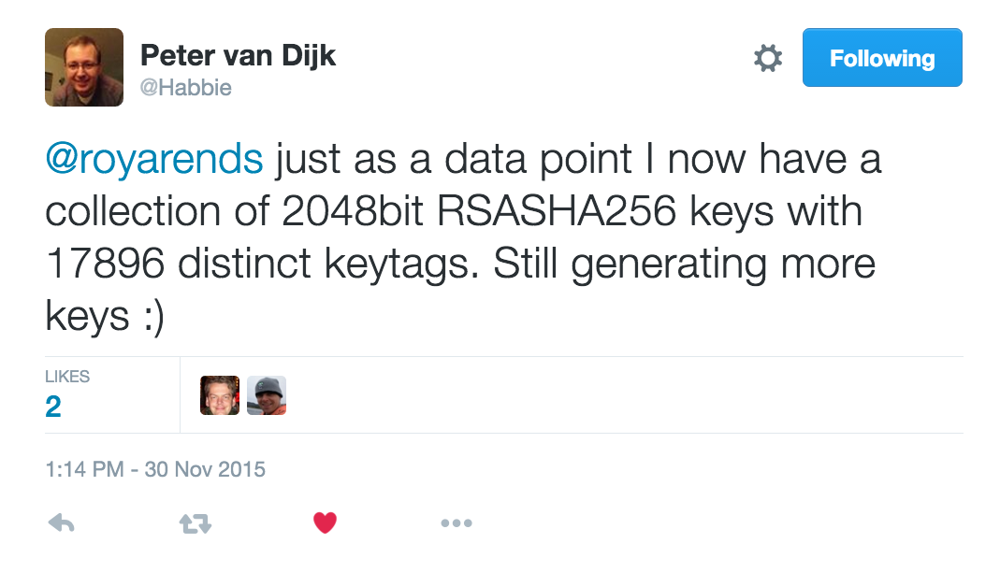 Peter van Dijk
@Habbie
Following
@royarends just as a data point I now have a
collection of 2048bit RSASHA256 keys with
17896 distinct keytags. Still generating more
keys :)
LIKES
2
1:14 PM - 30 Nov 2015